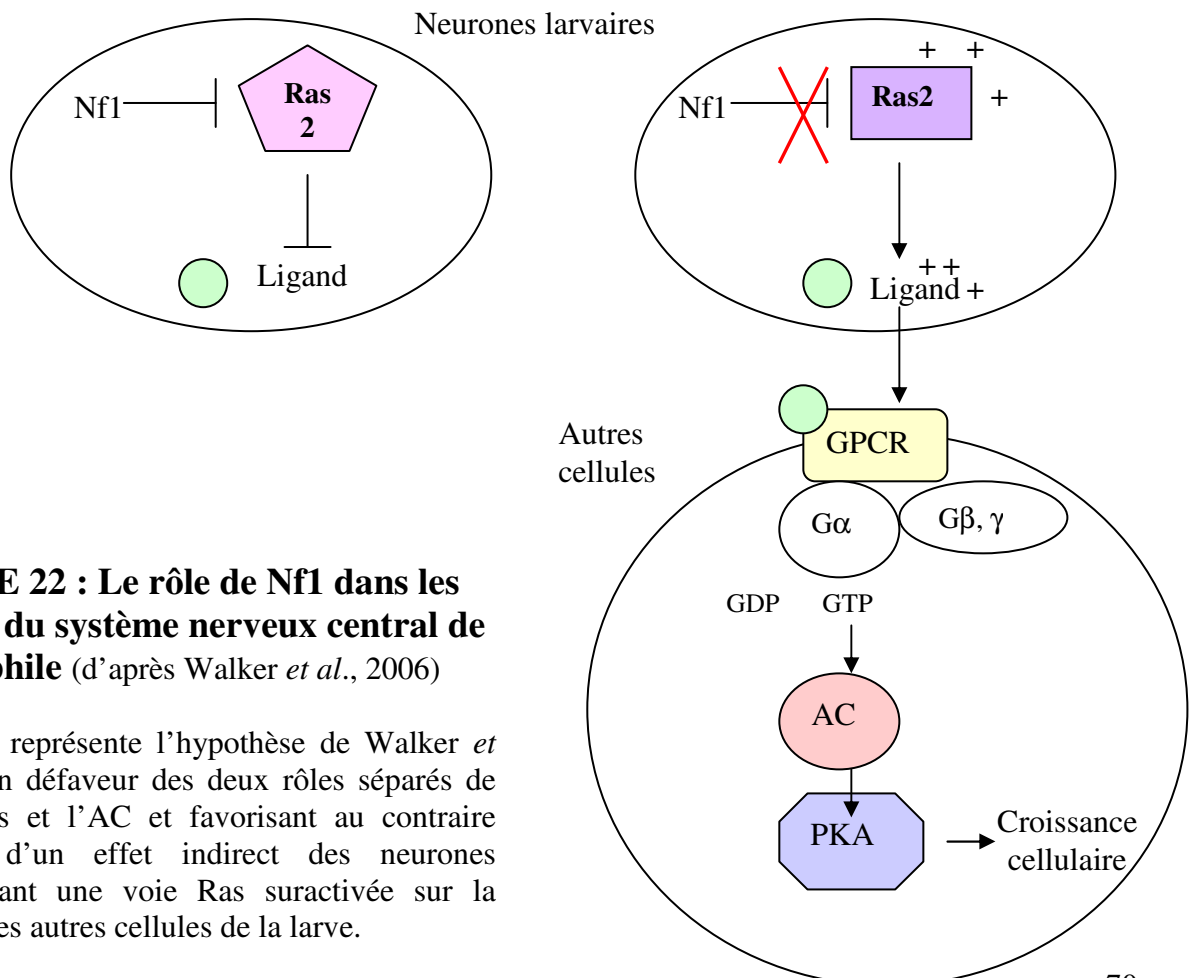 Neurones larvaires
Nf1
Ras
2
Ligand
Nf1
Ras2
+ +
+
+ +
Ligand +
Autres
cellules
GPCR
Gα
Gβ, γ
GDP GTP
AC
PKA
Croissance
cellulaire
E 22 : Le rôle de Nf1 dans les
du système nerveux central de
phile (d’après Walker et al., 2006)
représente l’hypothèse de Walker et
n défaveur des deux rôles séparés de
s et l’AC et favorisant au contraire
d’un effet indirect des neurones
ant une voie Ras suractivée sur la
es autres cellules de la larve.